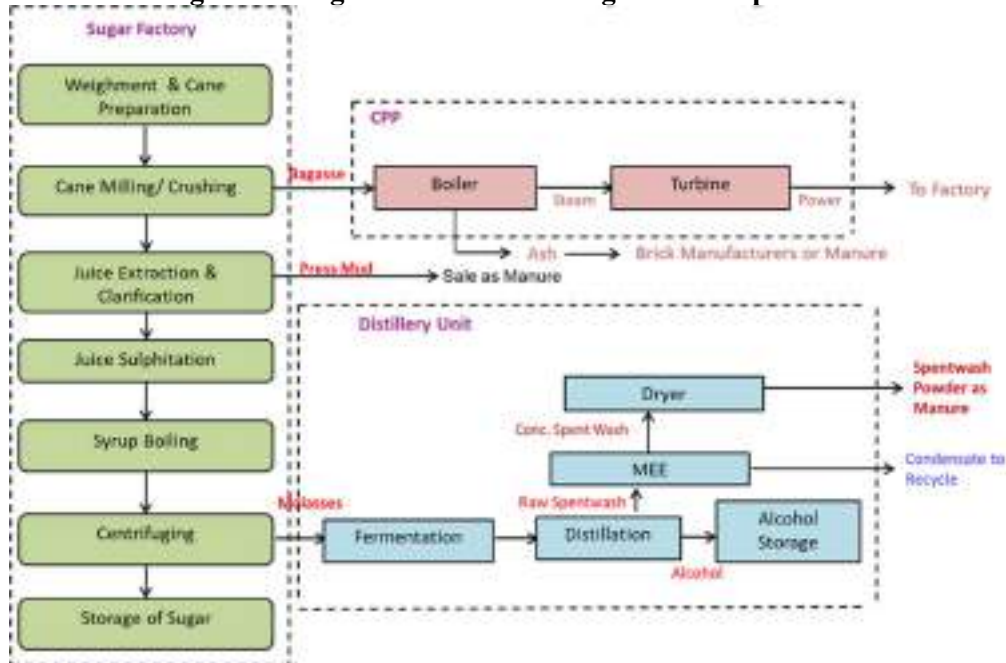 Sugar Factory
Weighment & Cane
Preparation
CPP
Cane Milling/ Crushing
Bagasse
Boiler
Steam
Turbine
Power
To Factory
Ash
Brick Manufacturers or Manure
Juice Extraction &
Clarification
Press Mud
Sale as Manure
Distillery Unit
Juice Sulphitation
Dryer
Spentwash
Powder as
Manure
Conc. Spent Wash
Syrup Boiling
MEE
Condensate to
Recycle
Molasses
Raw Spentwash
Centrifuging
Fermentation
Distillation
Alcohol
Storage
Alcohol
Storage of Sugar